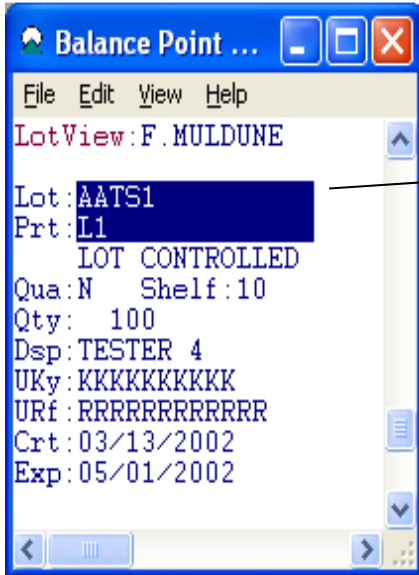 Balance Point ...
File Edit View Help
LotView:F.MULDUNE
Lot:AATS1
Prt:L1
LOT CONTROLLED
Qua:N Shelf:10
Qty: 100
Dsp:TESTER 4
UKy:KKKKKKKKKK
URf:RRRRRRRRRRRR
Crt:03/13/2002
Exp:05/01/2002